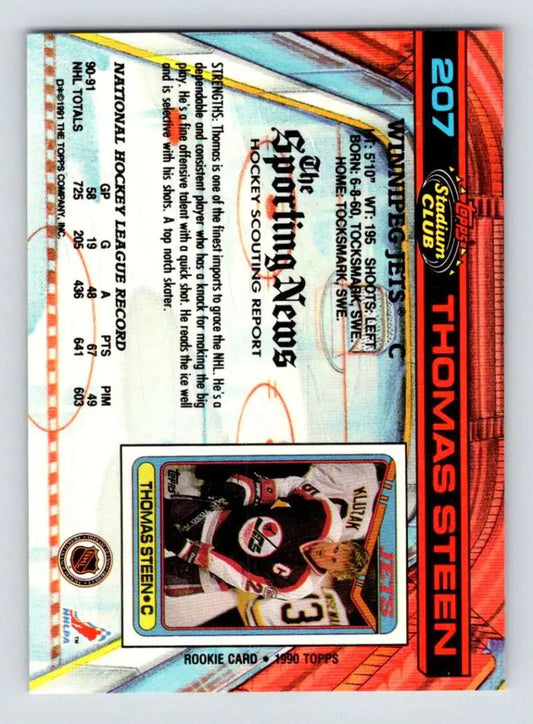 207
TOPPS
Stadium
CLUB
THOMAS STEEN
WINNIPEG JETS® C
HT: 5'10" WT: 195 SHOOTS: LEFT
BORN: 6-8-60, TOCKSMARK, SWE.
HOME: TOCKSMARK, SWE.
The
Sporting News
HOCKEY SCOUTING REPORT
STRENGTHS: Thomas is one of the finest imports to grace the NHL. He's a
dependable and consistent player who has a knack for making the big
play. He's a fine offensive talent with a quick shot. He reads the ice well
and is selective with his shots. A top notch skater.
NATIONAL HOCKEY LEAGUE RECORD
GP G A PTS PIM
90-91 58 19 48 67 49
NHL TOTALS 725 205 436 641 603
D*©1991 THE TOPPS COMPANY, INC.
JETS
KLUZAK
C
TOPPS
THOMAS STEEN • C
ROOKIE CARD • 1990 TOPPS
NHL
NHLPA
TM